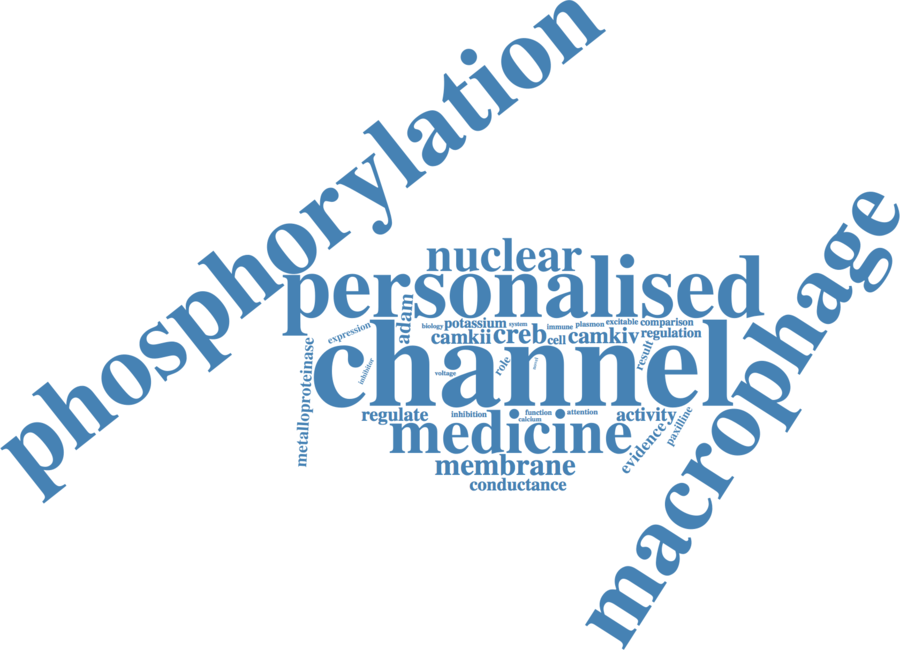 phosphorylation
macrophage
nuclear
personalised
adam
expression
biology
potassium
system
immune
plasmon
excitable
comparison
camkii
creb
cell
camkiv
regulation
channel
metalloproteinase
inhibitor
voltage
role
novel
result
regulate
inhibition
function
calcium
attention
activity
paxilline
medicine
evidence
membrane
conductance